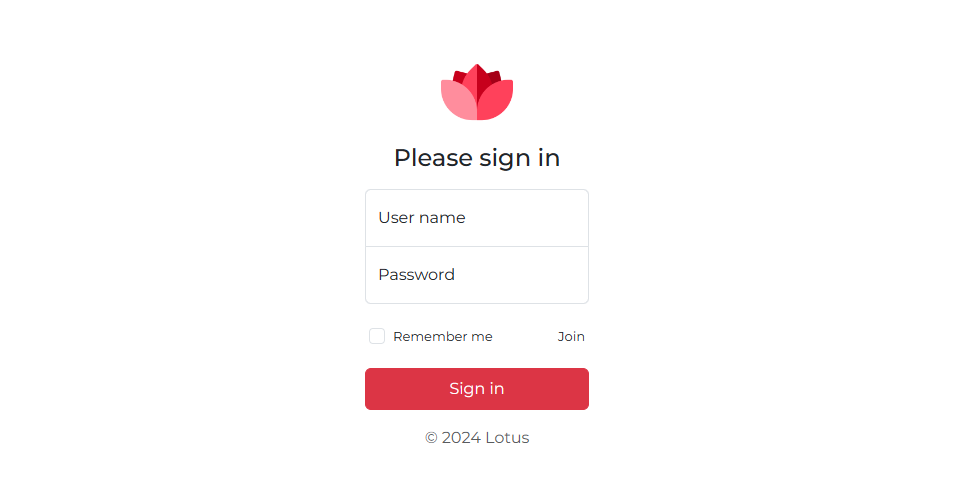 Please sign in
User name
Password
Remember me Join
Sign in
© 2024 Lotus